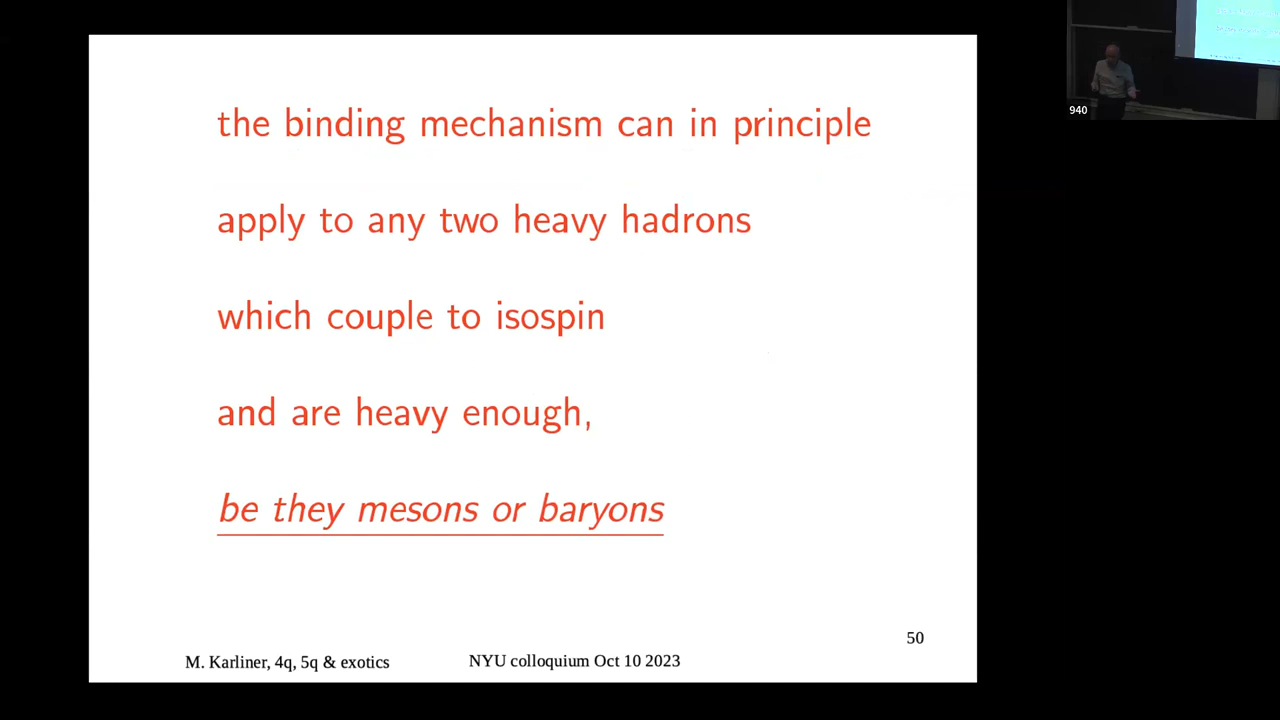 the binding mechanism can in principle
apply to any two heavy hadrons
which couple to isospin
and are heavy enough,
be they mesons or baryons
50
M. Karliner, 4q, 5q & exotics
NYU colloquium Oct 10 2023
940